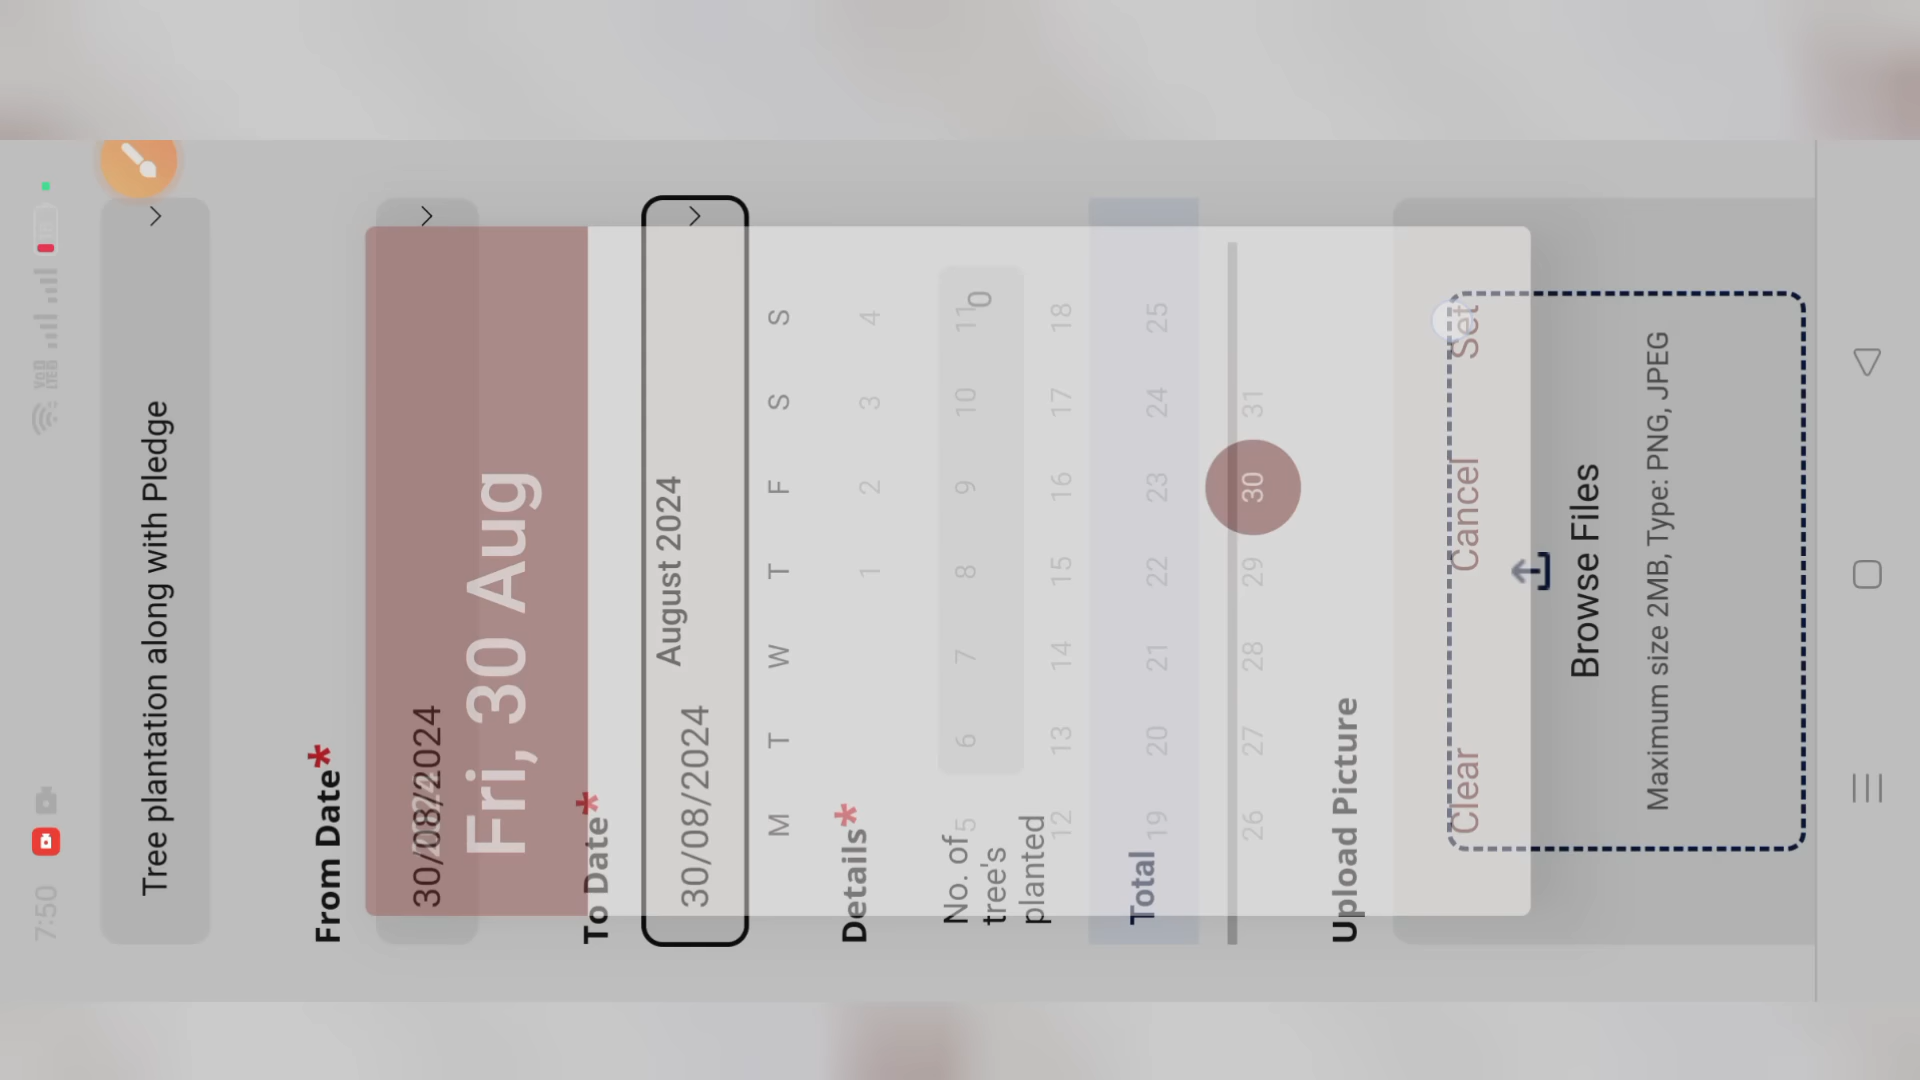 7:50
Tree plantation along with Pledge
From Date*
30/08/2024
2024
Fri, 30 Aug
To Date*
30/08/2024
August 2024
M T W T F S S
1 2 3 4
5 6 7 8 9 10 11
12 13 14 15 16 17 18
19 20 21 22 23 24 25
26 27 28 29 30 31
Details*
No. of
tree's
planted
0
Total
Upload Picture
Clear Cancel Set
Browse Files
Maximum size 2MB, Type: PNG, JPEG